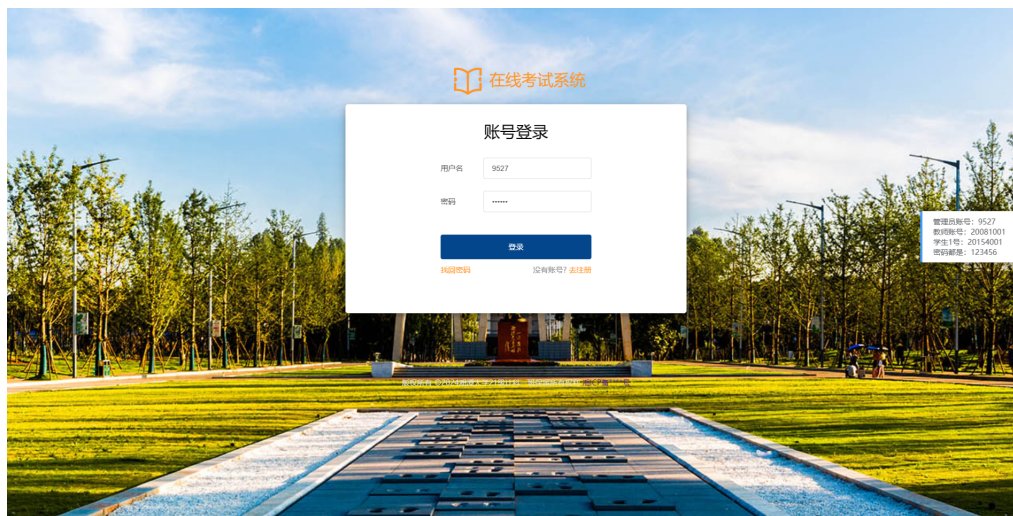 在线考试系统
账号登录
用户名 9527
密码 ••••••
登录
找回密码 没有账号? 去注册
管理员账号：9527
教师账号：20081001
学生1号：20154001
密码都是：123456